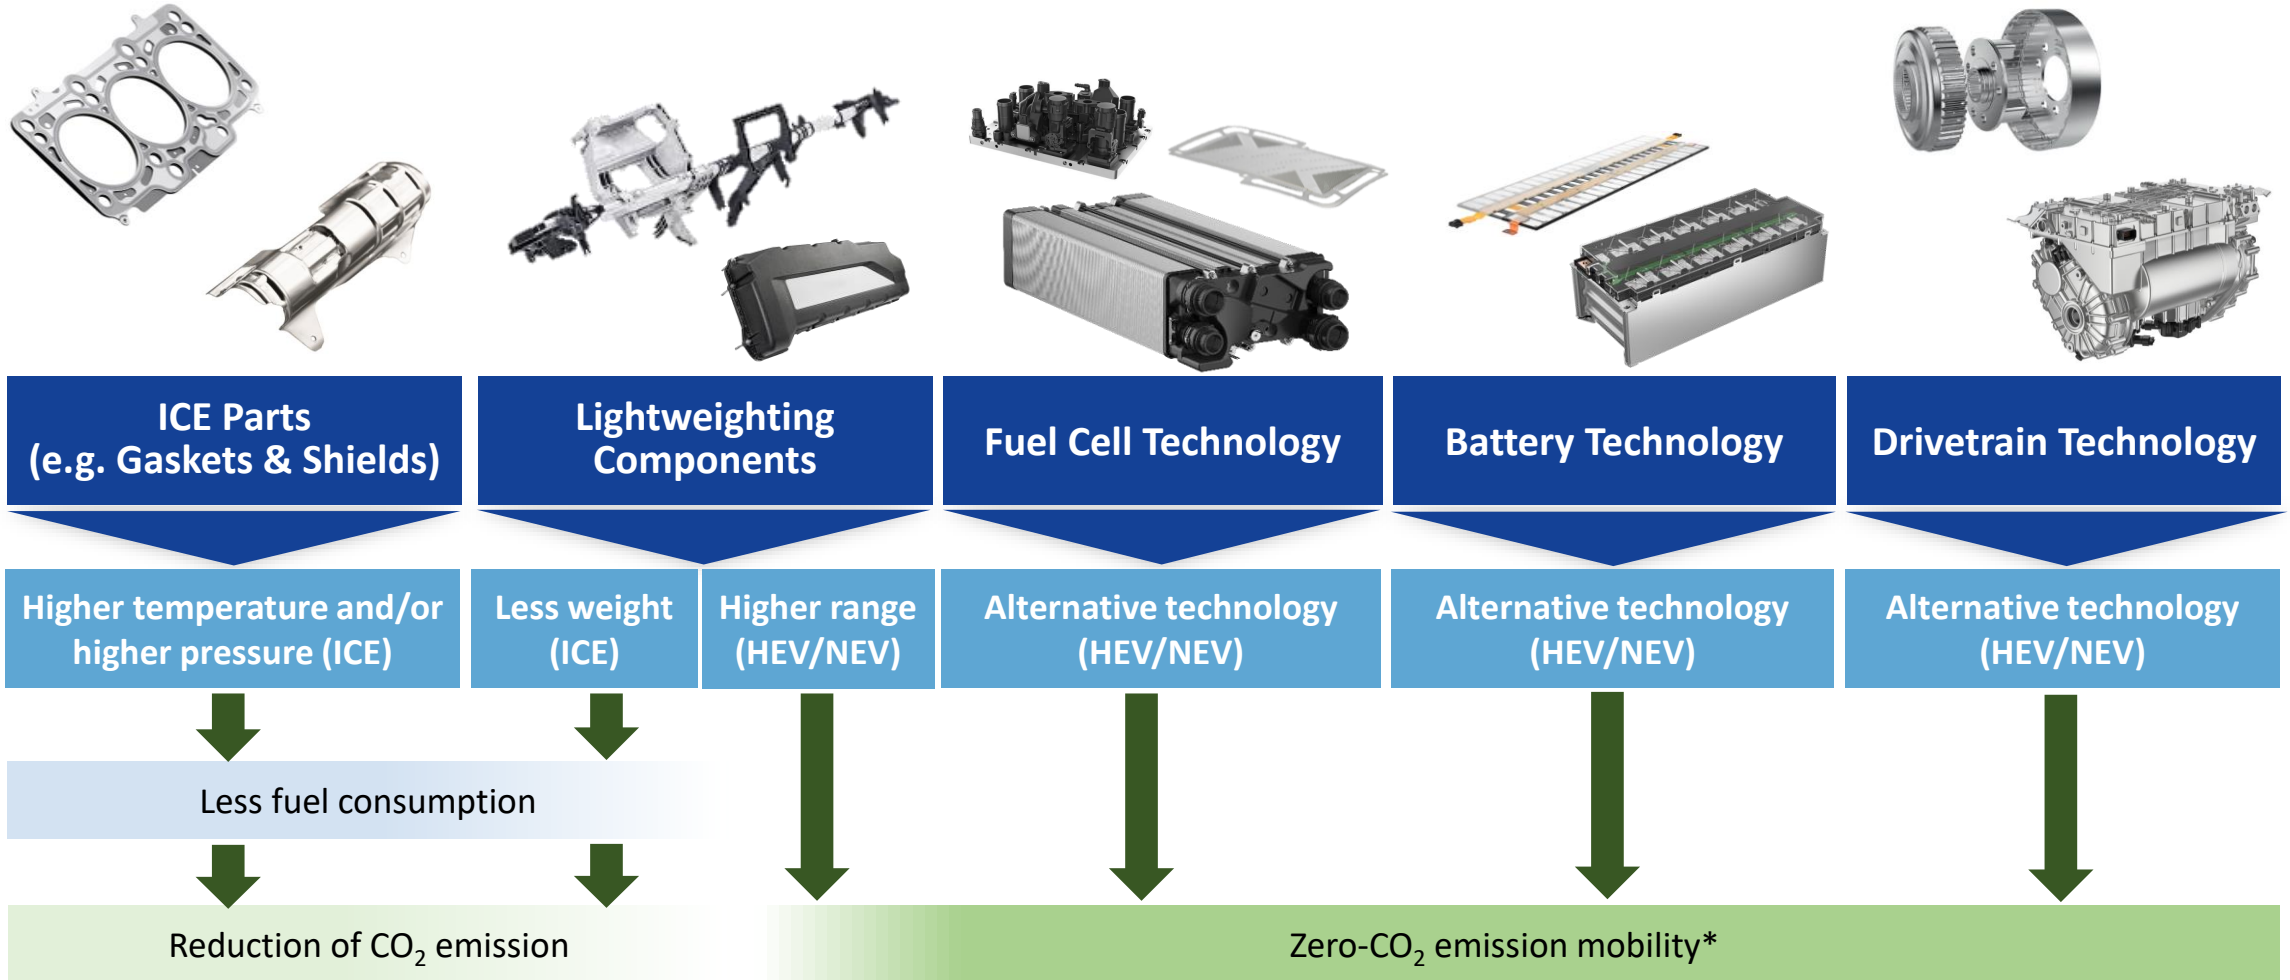 ICE Parts
(e.g. Gaskets & Shields)
Lightweighting
Components
Fuel Cell Technology
Battery Technology
Drivetrain Technology
Higher temperature and/or
higher pressure (ICE)
Less weight
(ICE)
Higher range
(HEV/NEV)
Alternative technology
(HEV/NEV)
Alternative technology
(HEV/NEV)
Alternative technology
(HEV/NEV)
Less fuel consumption
Reduction of CO₂ emission
Zero-CO₂ emission mobility*